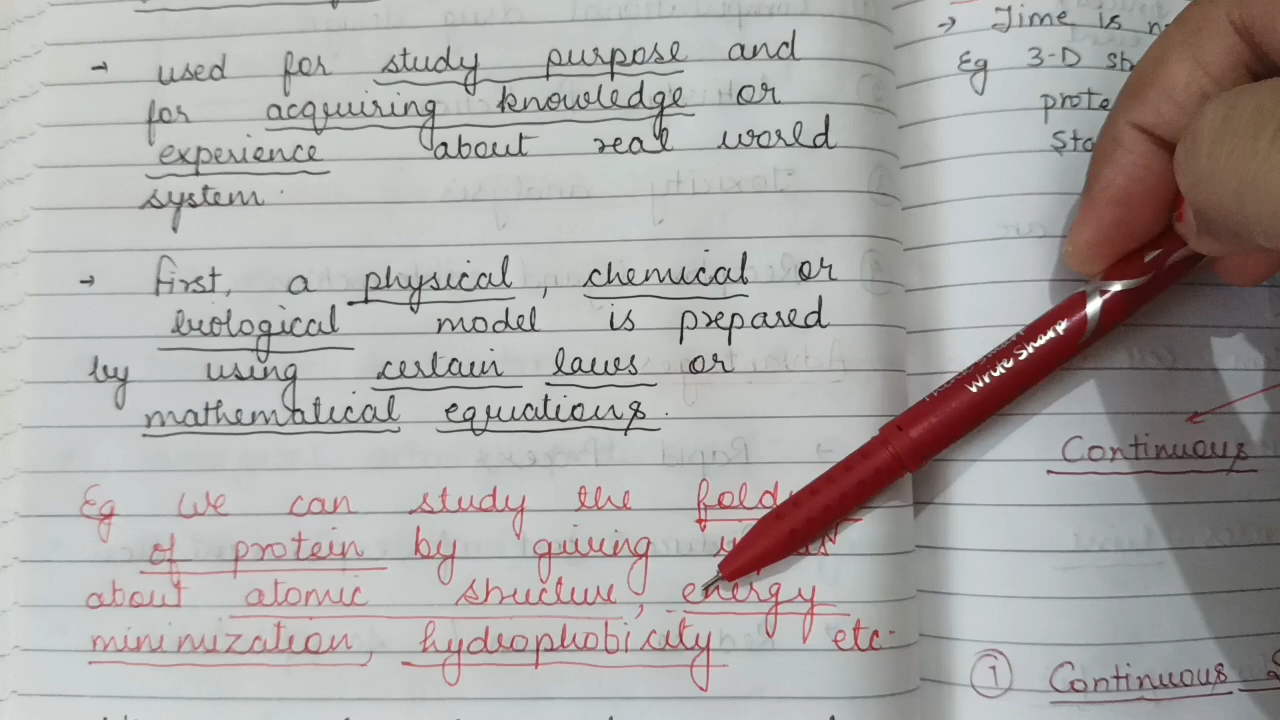 → used for study purpose and
for acquiring knowledge or
experience about real world
system.
→ first, a physical, chemical or
biological model is prepared
by using certain laws or
mathematical equations.
Eg We can study the
of protein by giving
about atomic structure, energy
minimization, hydrophobicity etc.
→ Time is
Eg 3-D
Continuous
① Continuous
write sharp